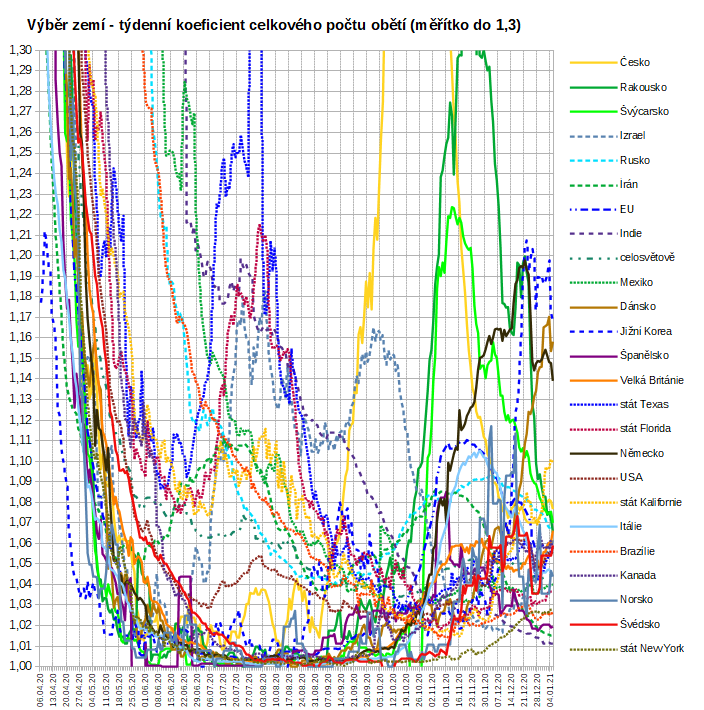 Výběr zemí - týdenní koeficient celkového počtu obětí (měřítko do 1,3)
1,30
1,29
1,28
1,27
1,26
1,25
1,24
1,23
1,22
1,21
1,20
1,19
1,18
1,17
1,16
1,15
1,14
1,13
1,12
1,11
1,10
1,09
1,08
1,07
1,06
1,05
1,04
1,03
1,02
1,01
1,00
06.04.20
13.04.20
20.04.20
27.04.20
04.05.20
11.05.20
18.05.20
25.05.20
01.06.20
08.06.20
15.06.20
22.06.20
29.06.20
06.07.20
13.07.20
20.07.20
27.07.20
03.08.20
10.08.20
17.08.20
24.08.20
31.08.20
07.09.20
14.09.20
21.09.20
28.09.20
05.10.20
12.10.20
19.10.20
26.10.20
02.11.20
09.11.20
16.11.20
23.11.20
30.11.20
07.12.20
14.12.20
21.12.20
28.12.20
04.01.21
Česko
Rakousko
Švýcarsko
Izrael
Rusko
Írán
EU
Indie
celosvětově
Mexiko
Dánsko
Jižní Korea
Španělsko
Velká Británie
stát Texas
stát Florida
Německo
USA
stát Kalifornie
Itálie
Brazílie
Kanada
Norsko
Švédsko
stát NewYork